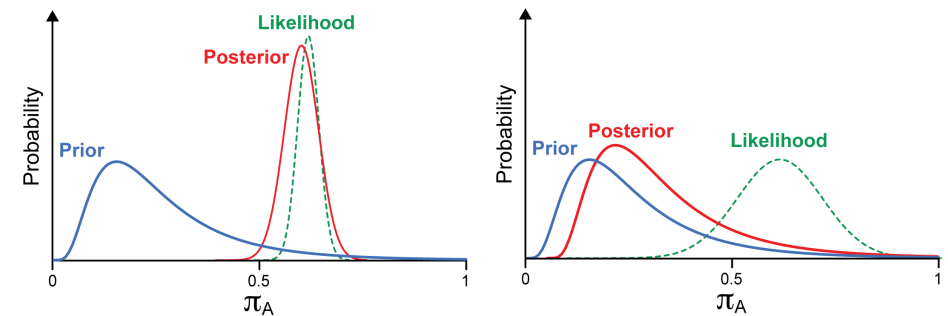 Likelihood
Posterior
Prior
Probability
0
0.5
1
πA
Posterior
Prior
Likelihood
Probability
0
0.5
1
πA